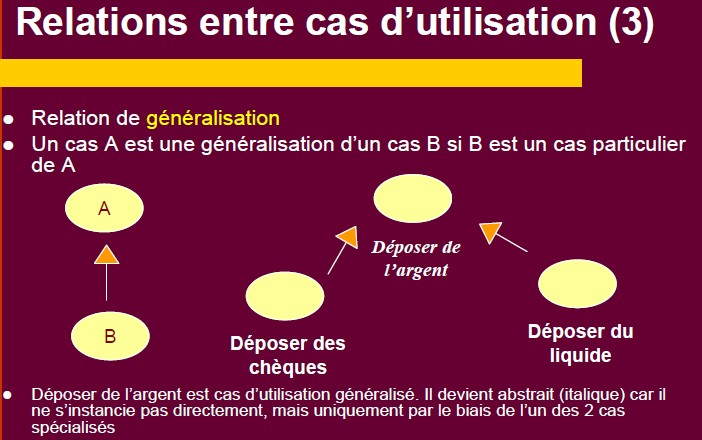 Relations entre cas d’utilisation (3)
● Relation de généralisation
● Un cas A est une généralisation d’un cas B si B est un cas particulier
de A
A
B
Déposer de
l’argent
Déposer des
chèques
Déposer du
liquide
● Déposer de l’argent est cas d’utilisation généralisé. Il devient abstrait (italique) car il
ne s’instancie pas directement, mais uniquement par le biais de l’un des 2 cas
spécialisés